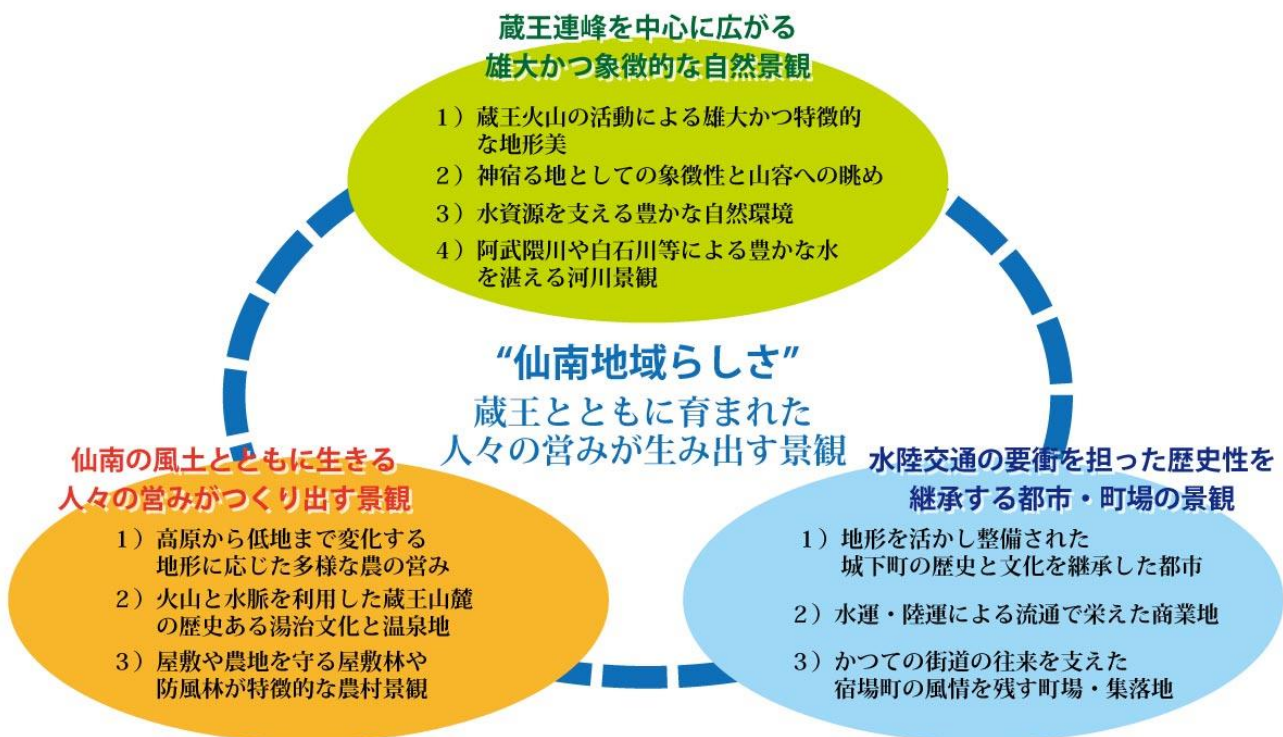 蔵王連峰を中心に広がる
雄大かつ象徴的な自然景観
1）蔵王火山の活動による雄大かつ特徴的
な地形美
2）神宿る地としての象徴性と山容への眺め
3）水資源を支える豊かな自然環境
4）阿武隈川や白石川等による豊かな水
を湛える河川景観
“仙南地域らしさ”
蔵王とともに育まれた
人々の営みが生み出す景観
仙南の風土とともに生きる
人々の営みがつくり出す景観
1）高原から低地まで変化する
地形に応じた多様な農の営み
2）火山と水脈を利用した蔵王山麓
の歴史ある湯治文化と温泉地
3）屋敷や農地を守る屋敷林や
防風林が特徴的な農村景観
水陸交通の要衝を担った歴史性を
継承する都市・町場の景観
1）地形を活かし整備された
城下町の歴史と文化を継承した都市
2）水運・陸運による流通で栄えた商業地
3）かつての街道の往来を支えた
宿場町の風情を残す町場・集落地